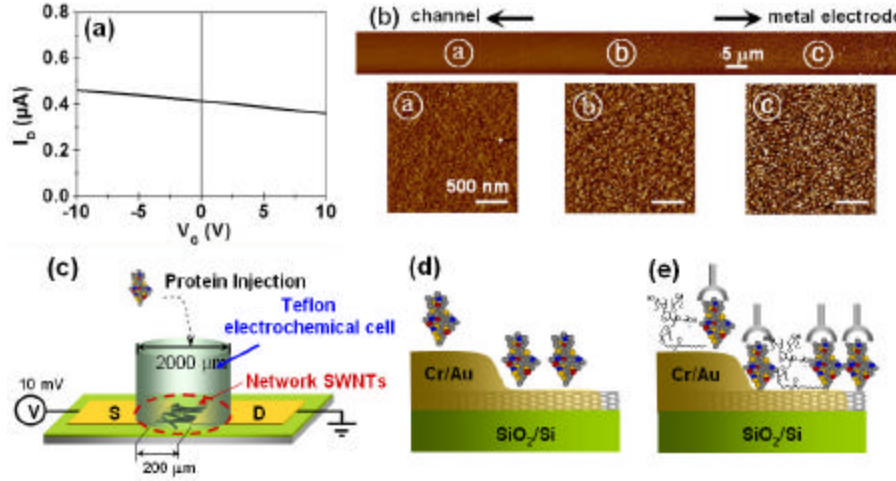 (a)
0.8
0.6
0.4
0.2
0.0
I_D (μA)
-10
-5
0
5
10
V_G (V)
(b)
channel
metal electrode
ⓐ
ⓑ
5 μm
ⓒ
ⓐ
500 nm
ⓑ
ⓒ
(c)
Protein Injection
Teflon
electrochemical cell
2000 μm
Network SWNTs
10 mV
V
S
D
200 μm
(d)
Cr/Au
SiO₂/Si
(e)
Cr/Au
SiO₂/Si